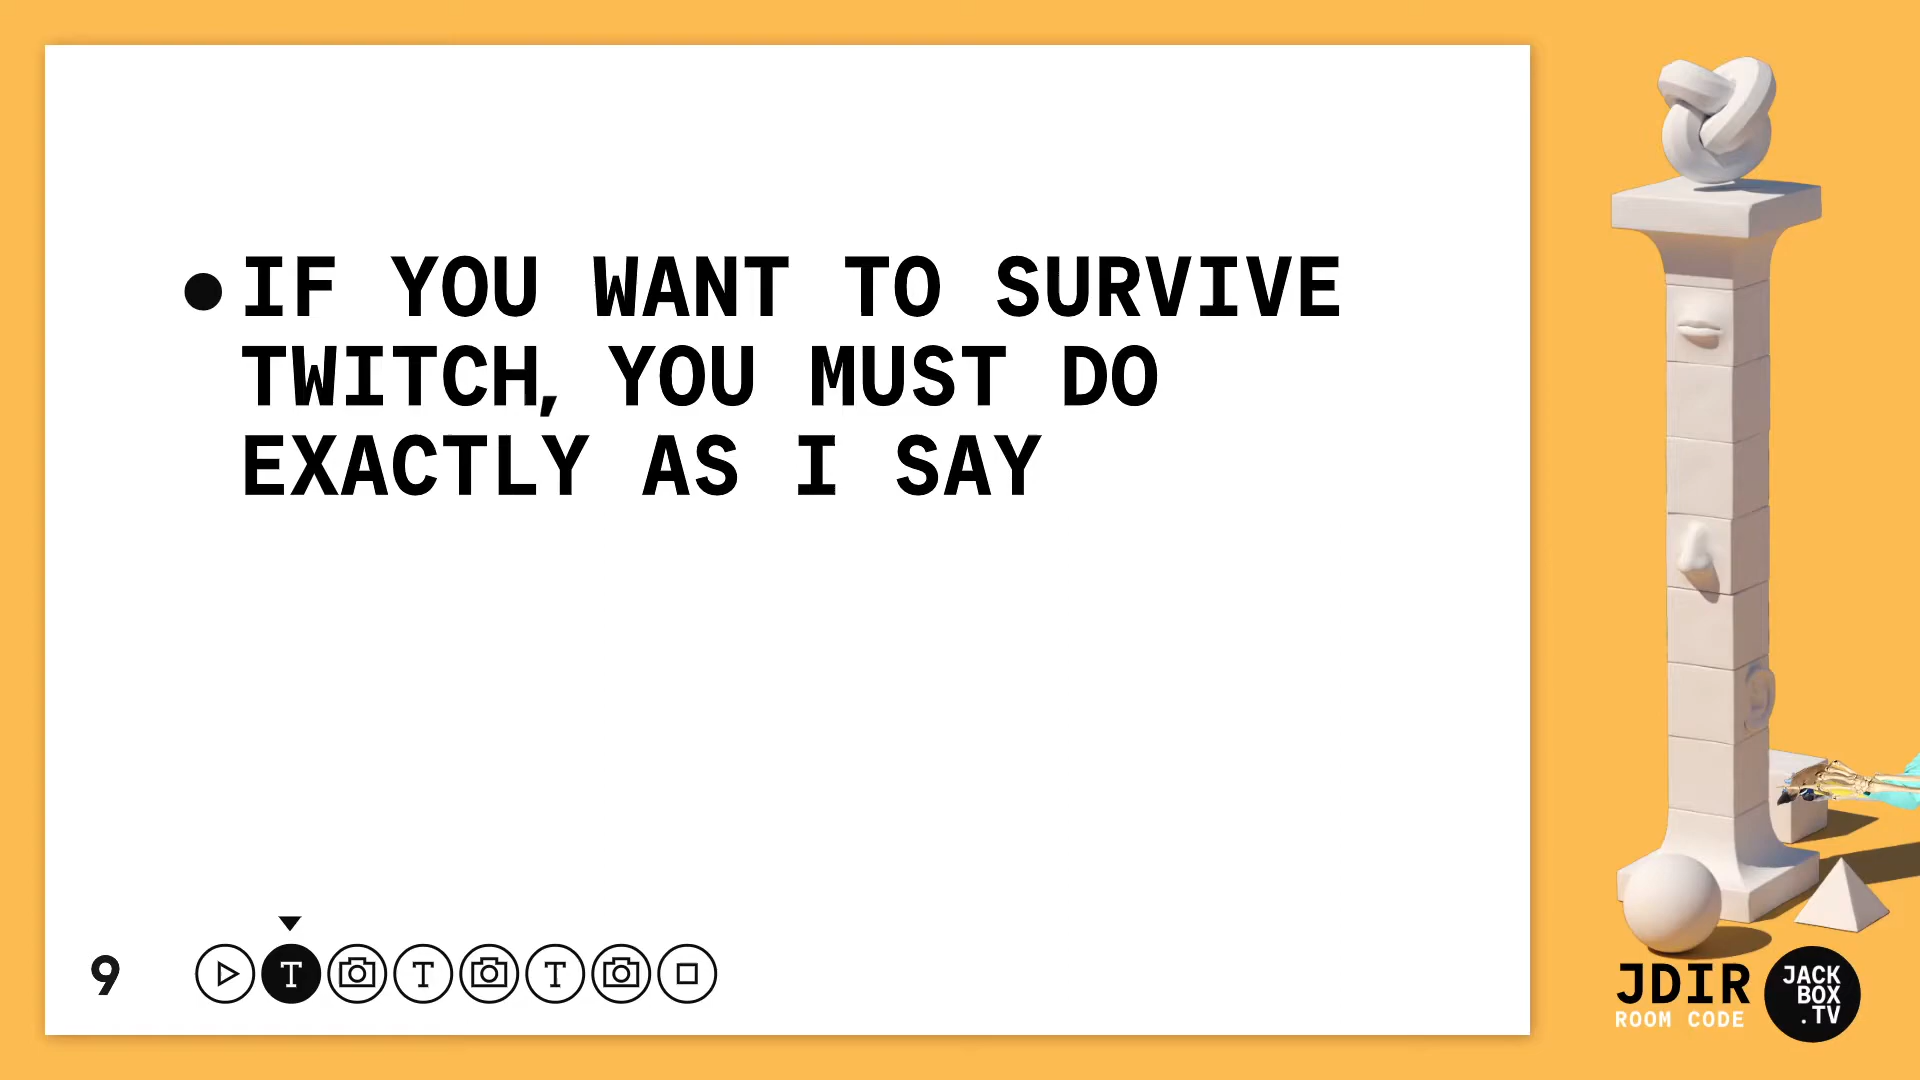 IF YOU WANT TO SURVIVE
TWITCH, YOU MUST DO
EXACTLY AS I SAY
9
T
T
T
JDIR
ROOM CODE
JACK
BOX
.TV